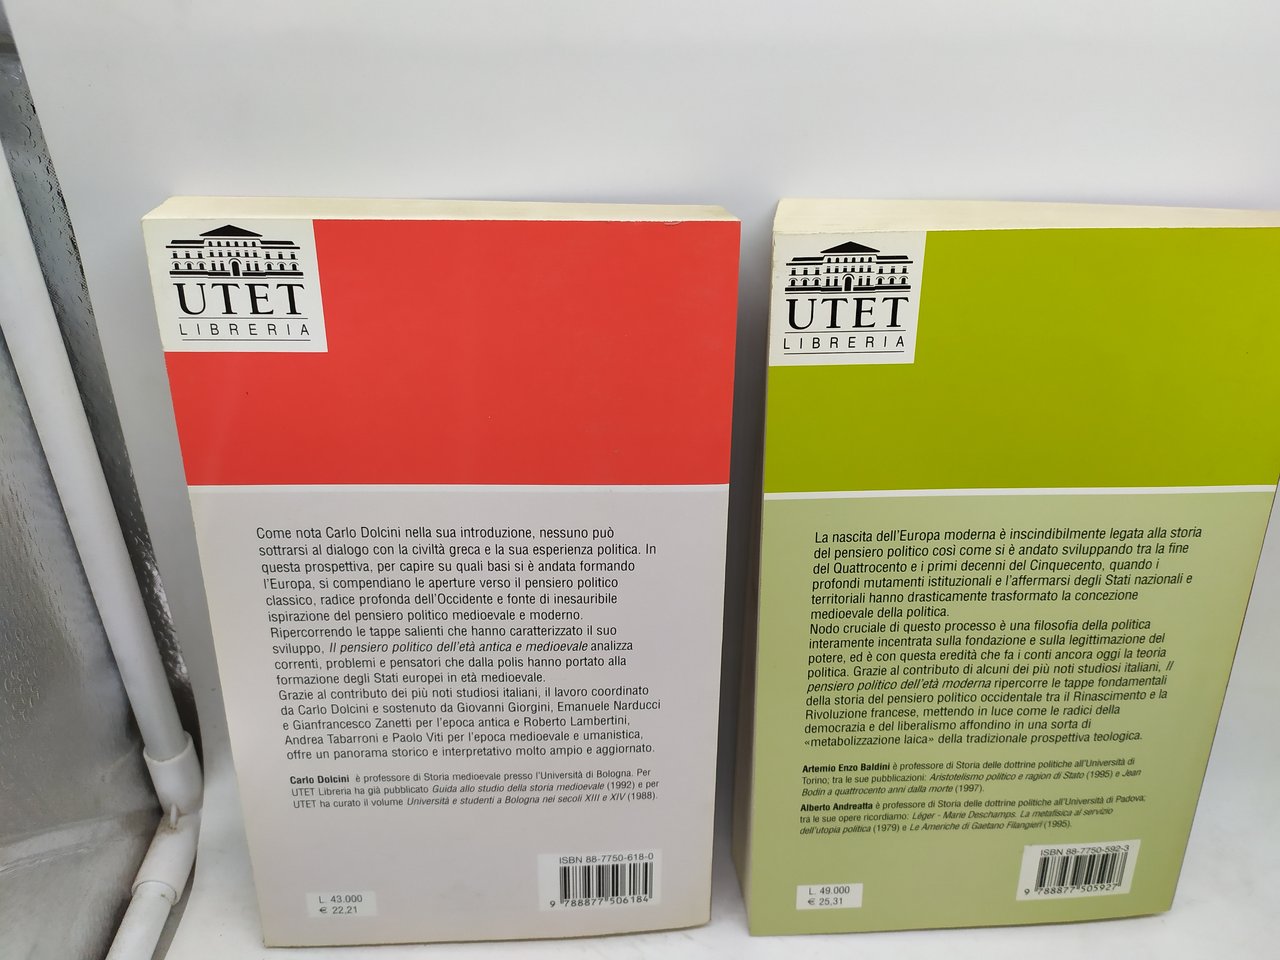 UTET
LIBRERIA
Come nota Carlo Dolcini nella sua introduzione, nessuno può
sottrarsi al dialogo con la civiltà greca e la sua esperienza politica. In
questa prospettiva, per capire su quali basi si è andata formando
l'Europa, si compendiano le aperture verso il pensiero politico
classico, radice profonda dell'Occidente e fonte di inesauribile
ispirazione del pensiero politico medioevale e moderno.
Ripercorrendo le tappe salienti che hanno caratterizzato il suo
sviluppo, Il pensiero politico dell'età antica e medioevale analizza
correnti, problemi e pensatori che dalla polis hanno portato alla
formazione degli Stati europei in età medioevale.
Grazie al contributo dei più noti studiosi italiani, il lavoro coordinato
da Carlo Dolcini e sostenuto da Giovanni Giorgini, Emanuele Narducci
e Gianfrancesco Zanetti per l'epoca antica e Roberto Lambertini,
Andrea Tabarroni e Paolo Viti per l'epoca medioevale e umanistica,
offre un panorama storico e interpretativo molto ampio e aggiornato.
Carlo Dolcini è professore di Storia medioevale presso l'Università di Bologna. Per
UTET Libreria ha già pubblicato Guida allo studio della storia medioevale (1992) e per
UTET ha curato il volume Università e studenti a Bologna nei secoli XIII e XIV (1988).
L. 43.000
€ 22,21
ISBN 88-7750-618-0
9 788877 506184
UTET
LIBRERIA
La nascita dell'Europa moderna è inscindibilmente legata alla storia
del pensiero politico così come si è andato sviluppando tra la fine
del Quattrocento e i primi decenni del Cinquecento, quando i
profondi mutamenti istituzionali e l'affermarsi degli Stati nazionali e
territoriali hanno drasticamente trasformato la concezione
medioevale della politica.
Nodo cruciale di questo processo è una filosofia della politica
interamente incentrata sulla fondazione e sulla legittimazione del
potere, ed è con questa eredità che fa i conti ancora oggi la teoria
politica. Grazie al contributo di alcuni dei più noti studiosi italiani, Il
pensiero politico dell'età moderna ripercorre le tappe fondamentali
della storia del pensiero politico occidentale tra il Rinascimento e la
Rivoluzione francese, mettendo in luce come le radici della
democrazia e del liberalismo affondino in una sorta di
«metabolizzazione laica» della tradizionale prospettiva teologica.
Artemio Enzo Baldini è professore di Storia delle dottrine politiche all'Università di
Torino; tra le sue pubblicazioni: Aristotelismo politico e ragion di Stato (1995) e Jean
Bodin a quattrocento anni dalla morte (1997).
Alberto Andreatta è professore di Storia delle dottrine politiche all'Università di Padova;
tra le sue opere ricordiamo: Léger - Marie Deschamps. La metafisica al servizio
dell'utopia politica (1979) e Le Americhe di Gaetano Filangieri (1995).
L. 49.000
€ 25,31
ISBN 88-7750-592-3
9 788877 505927